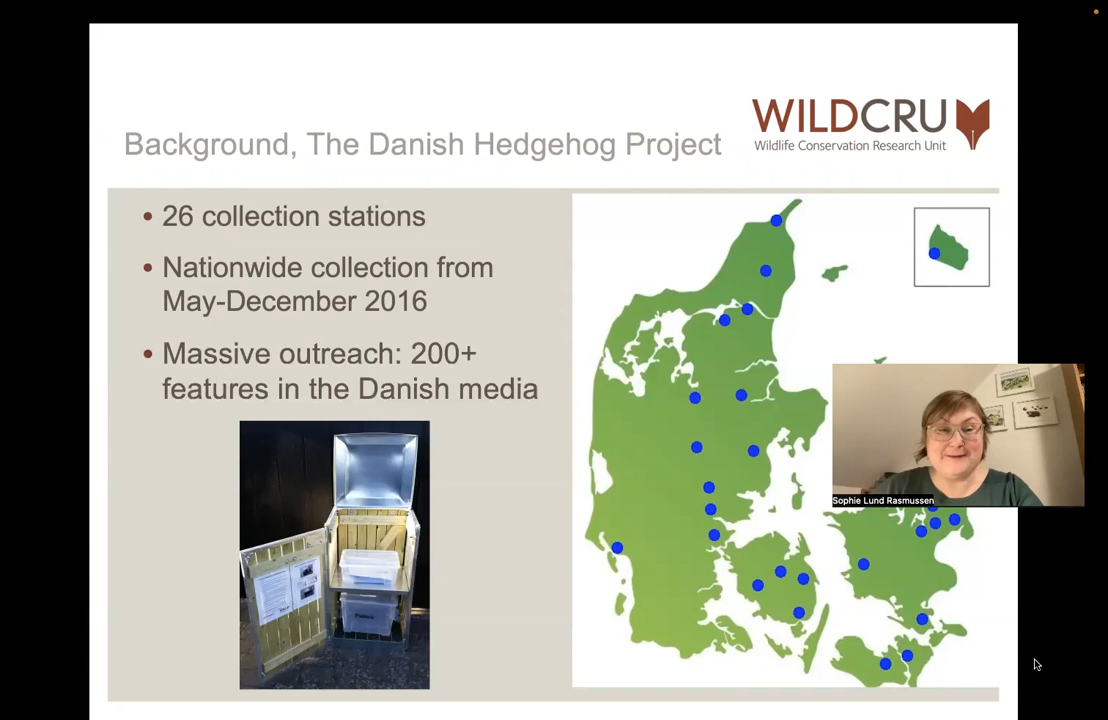 WILDCRU
Wildlife Conservation Research Unit
Background, The Danish Hedgehog Project
• 26 collection stations
• Nationwide collection from
May-December 2016
• Massive outreach: 200+
features in the Danish media
Sophie Lund Rasmussen